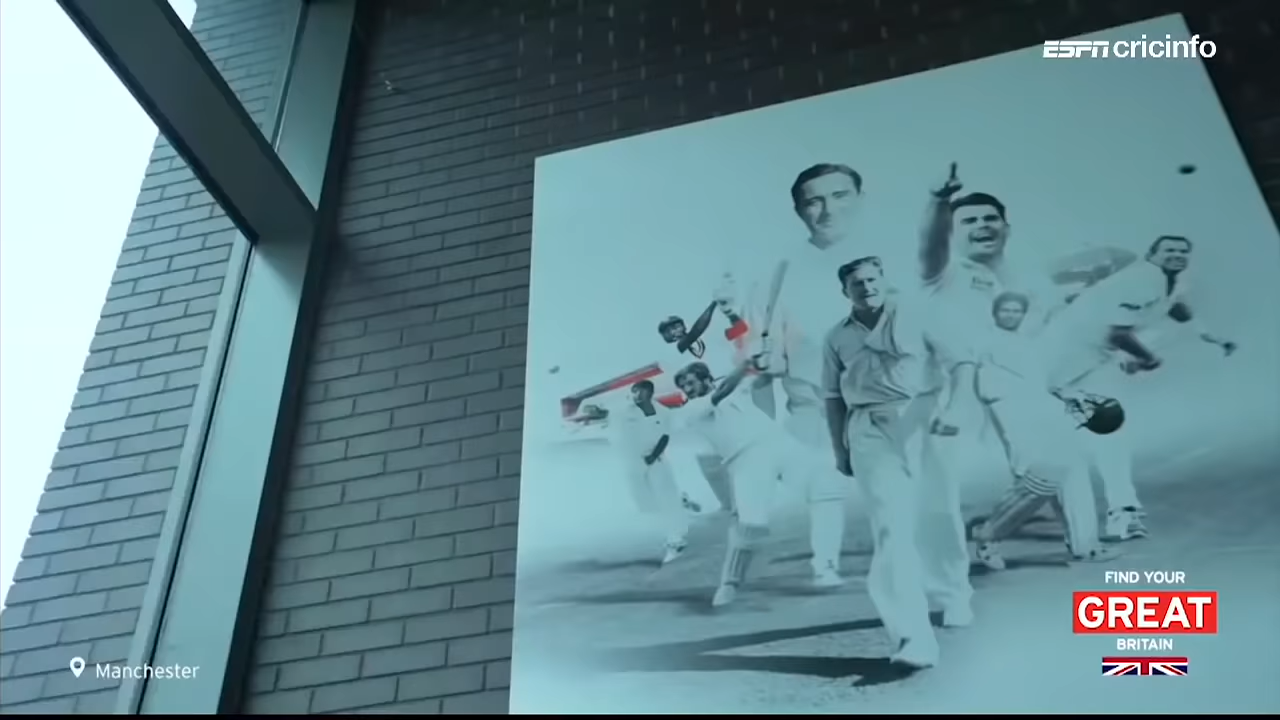 ESPN cricinfo
Manchester
FIND YOUR
GREAT
BRITAIN